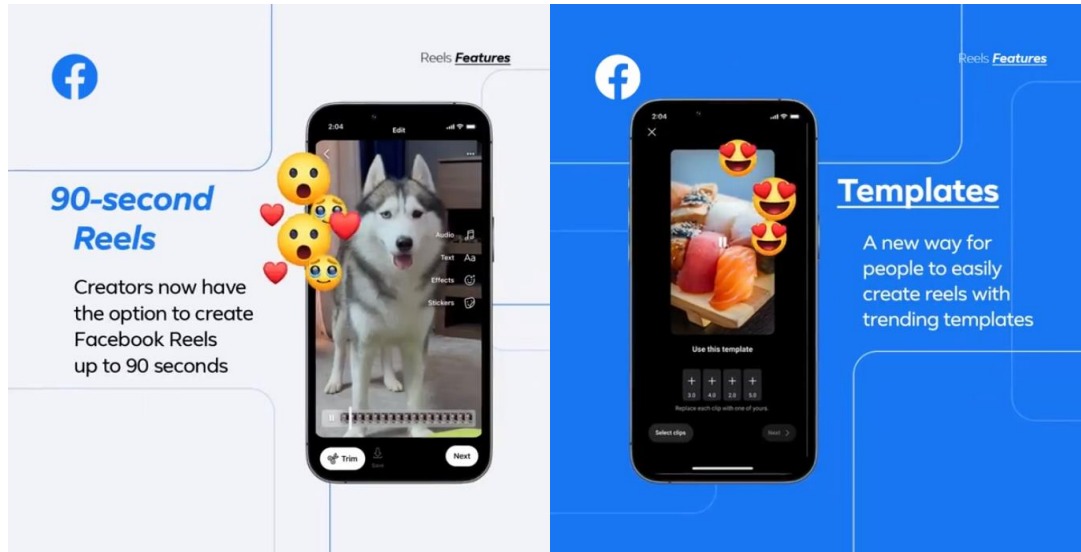 Reels Features
90-second
Reels
Creators now have
the option to create
Facebook Reels
up to 90 seconds
2:04
Edit
Audio
Text Aa
Effects
Stickers
Trim
Save
Next
Reels Features
2:04
Templates
A new way for
people to easily
create reels with
trending templates
Use this template
3.0 4.0 2.0 5.0
Replace each clip with one of yours.
Select clips
Next